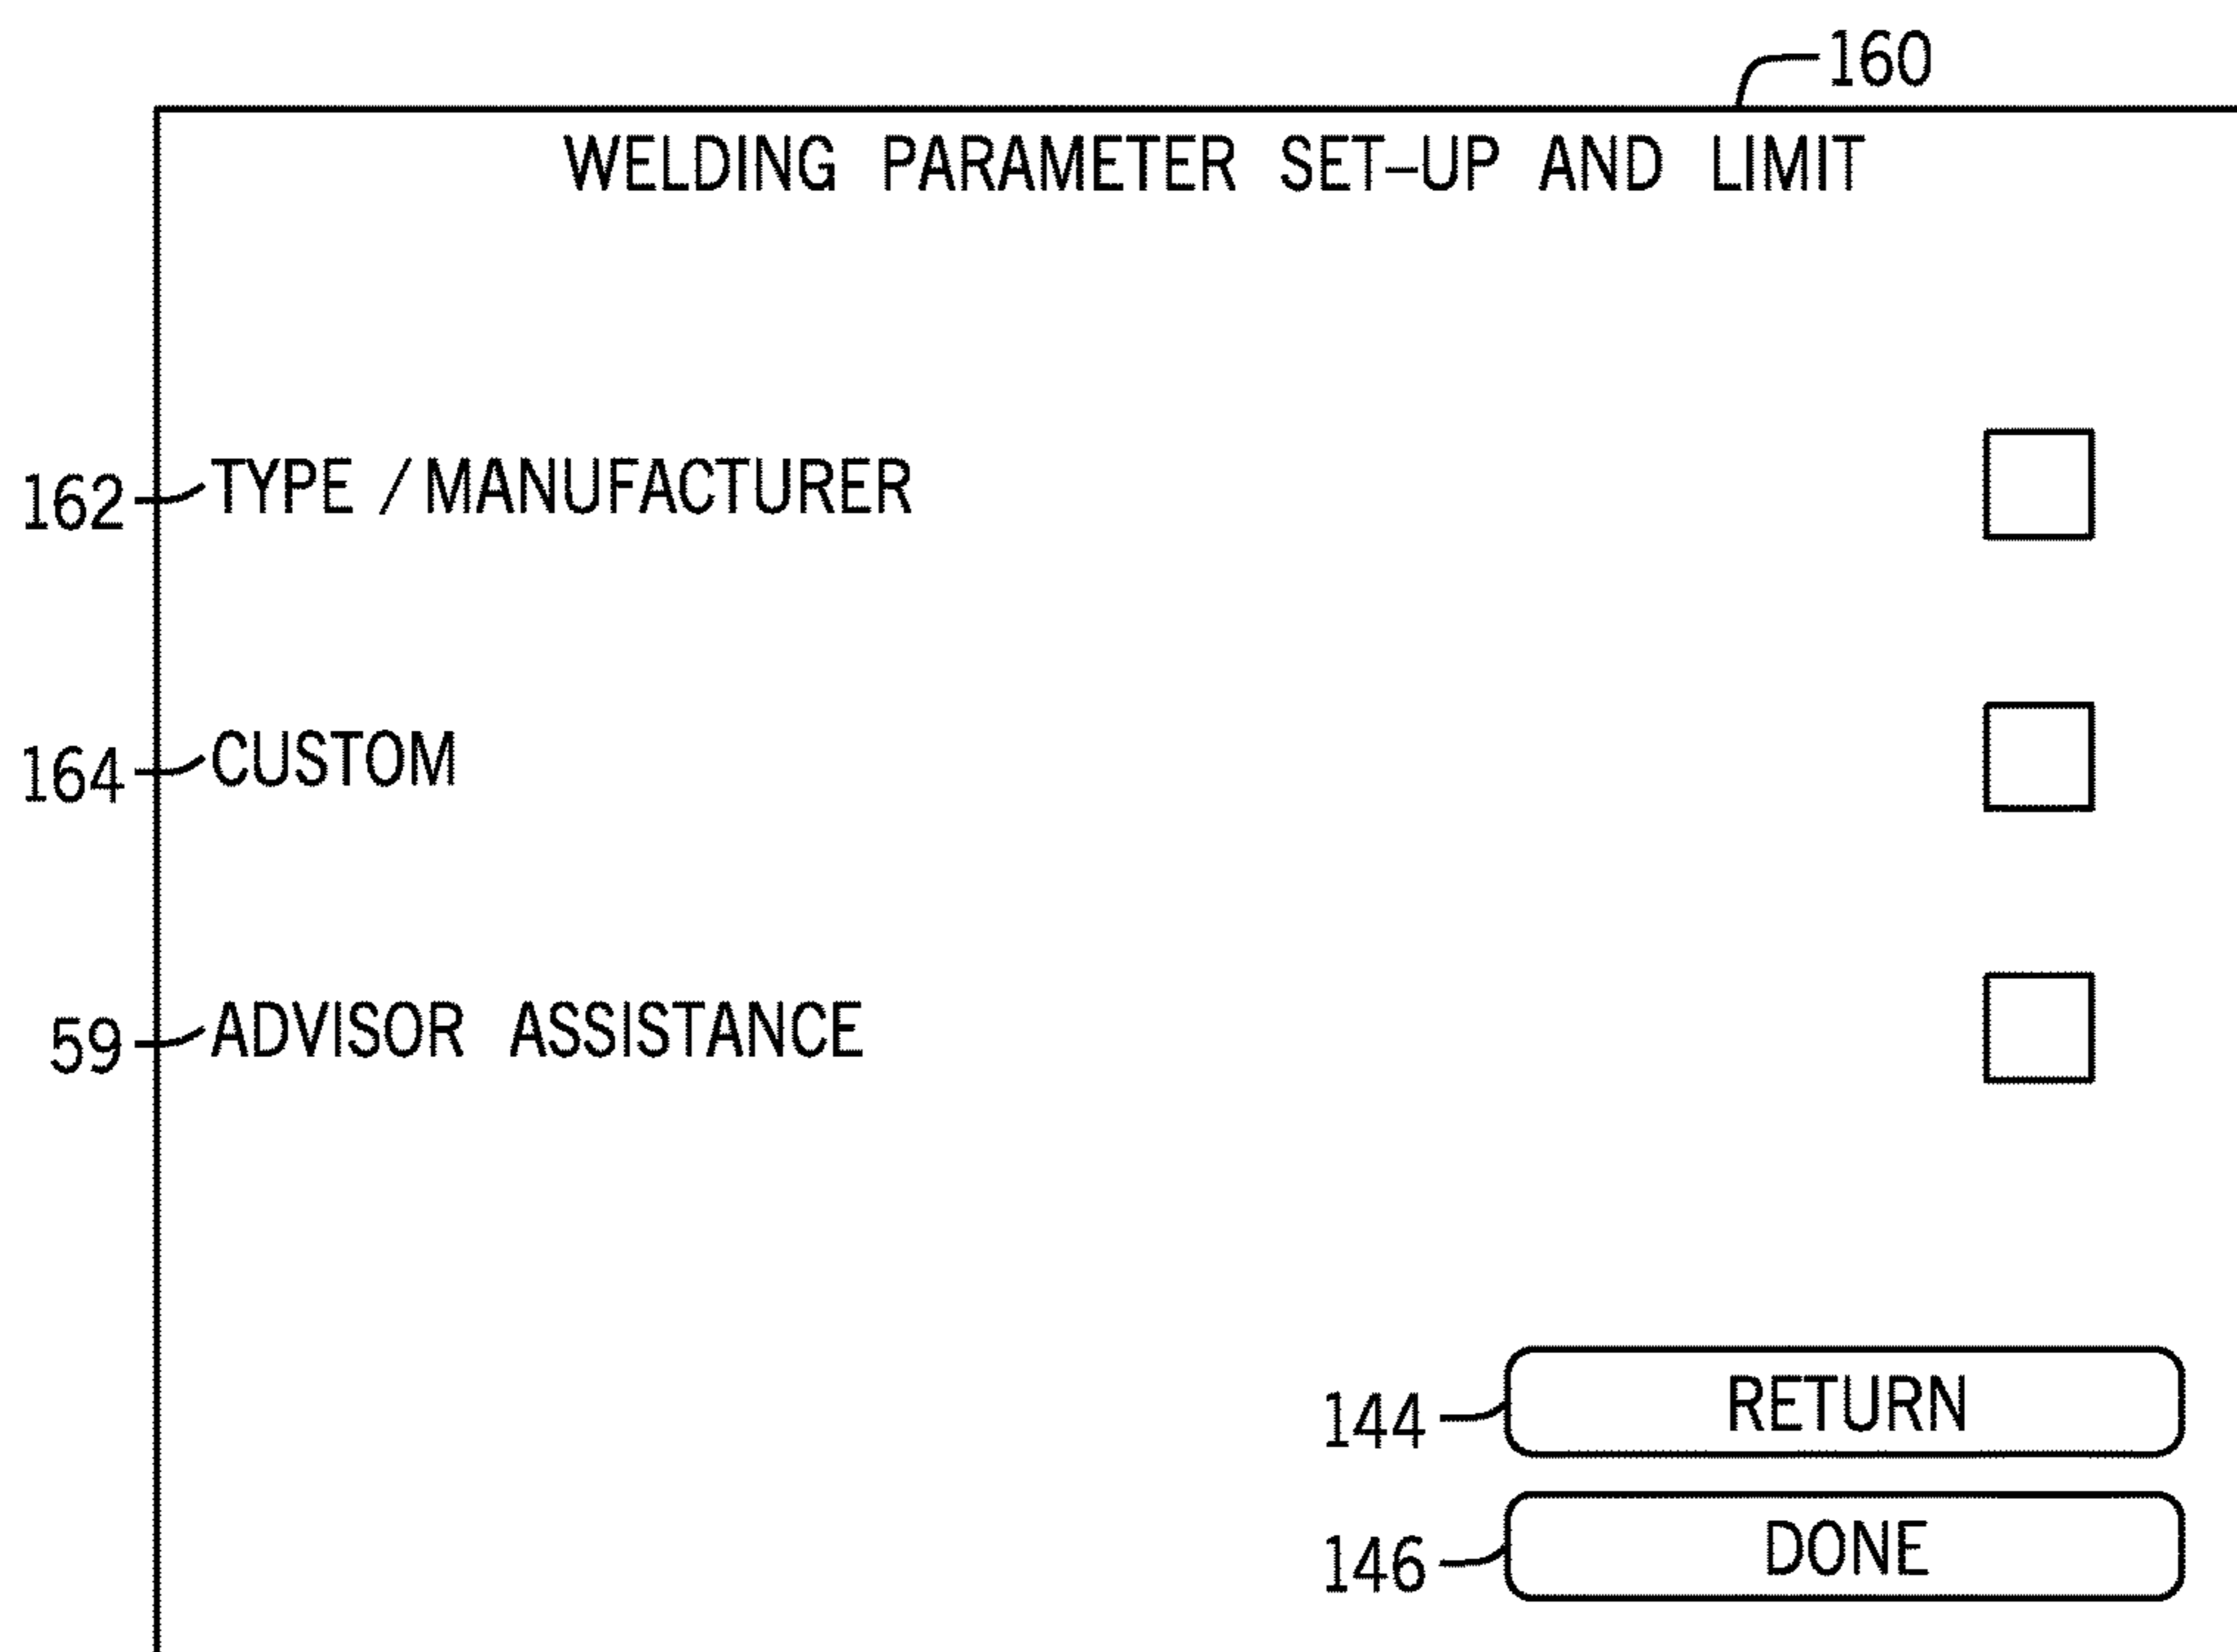 160
WELDING PARAMETER SET-UP AND LIMIT
162 TYPE / MANUFACTURER
164 CUSTOM
59 ADVISOR ASSISTANCE
144 RETURN
146 DONE